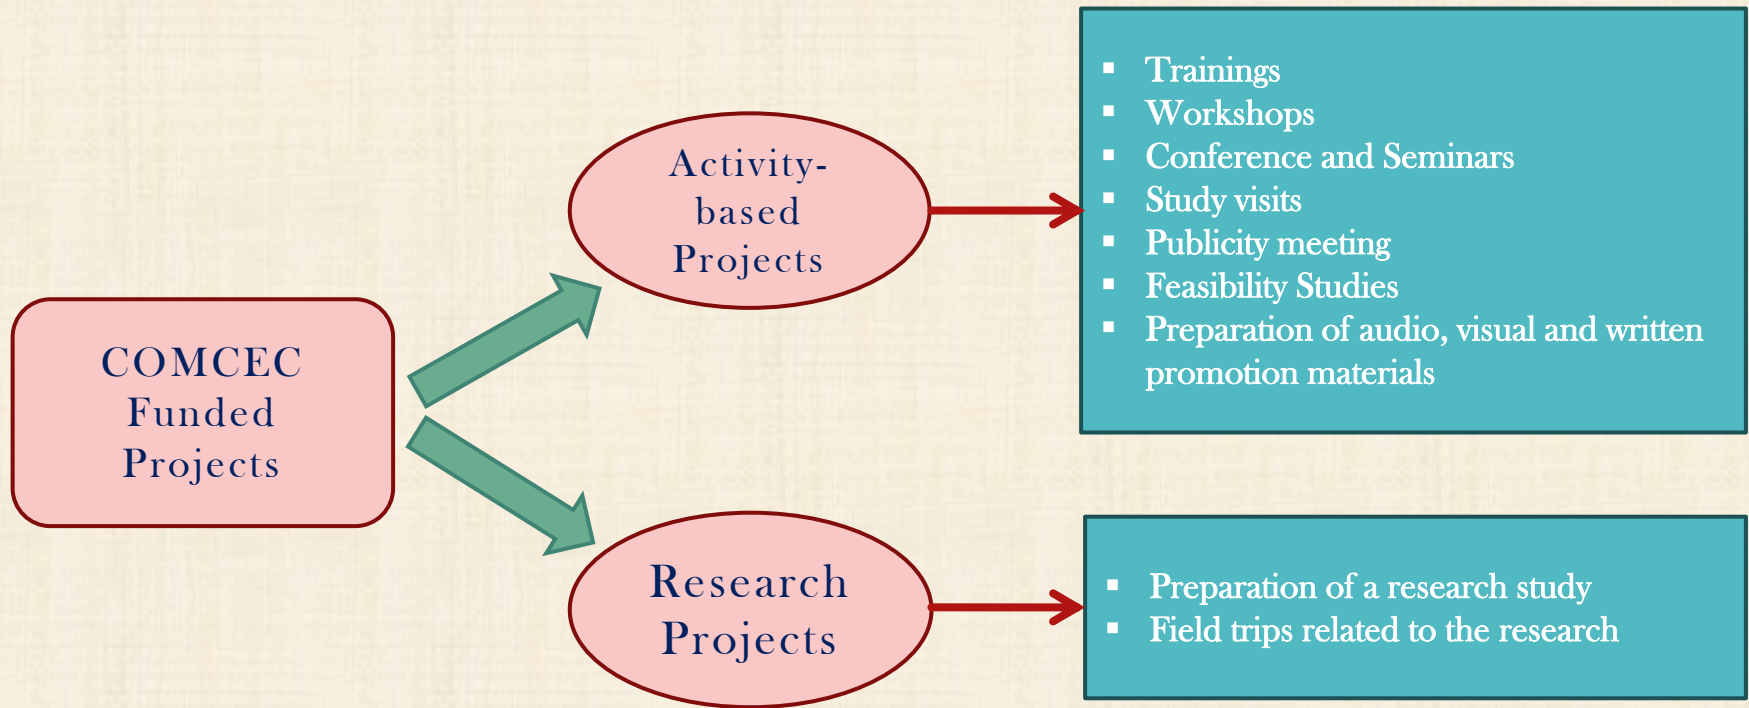 COMCEC
Funded
Projects
Activity-
based
Projects
▪ Trainings
▪ Workshops
▪ Conference and Seminars
▪ Study visits
▪ Publicity meeting
▪ Feasibility Studies
▪ Preparation of audio, visual and written
promotion materials
Research
Projects
▪ Preparation of a research study
▪ Field trips related to the research